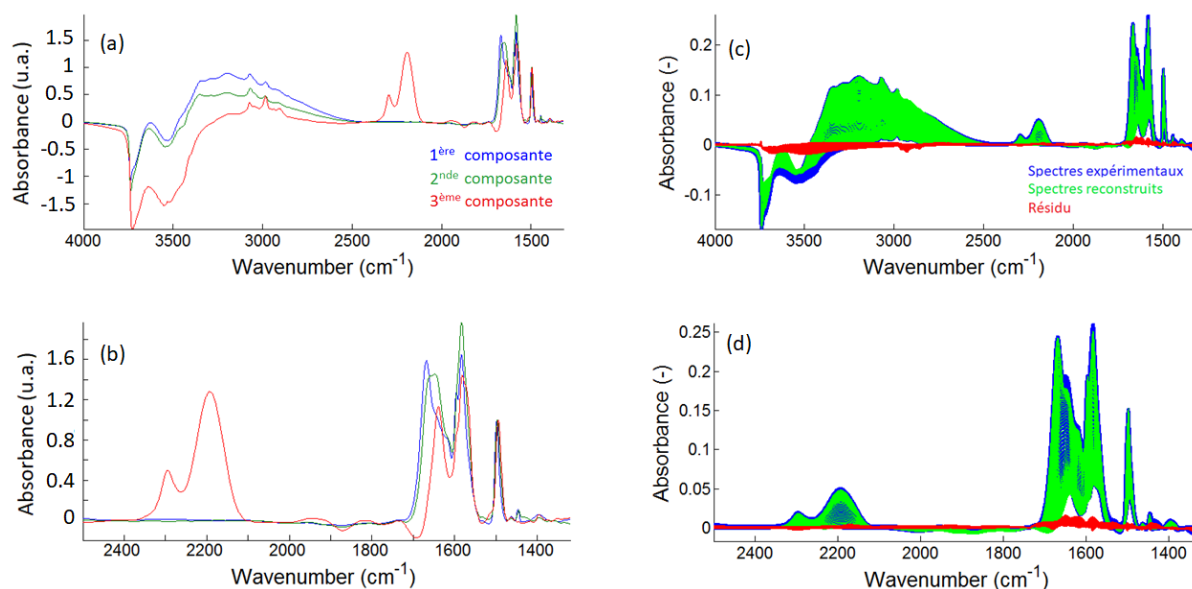 (a)
Absorbance (u.a.)
1.5
1
0.5
0
-0.5
-1
-1.5
1ère composante
2nde composante
3ème composante
4000 3500 3000 2500 2000 1500
Wavenumber (cm-1)
(c)
Absorbance (-)
0.2
0.1
0
-0.1
Spectres expérimentaux
Spectres reconstruits
Résidu
4000 3500 3000 2500 2000 1500
Wavenumber (cm-1)
(b)
Absorbance (u.a.)
1.6
1.2
0.8
0.4
0
2400 2200 2000 1800 1600 1400
Wavenumber (cm-1)
(d)
Absorbance (-)
0.25
0.2
0.15
0.1
0.05
0
2400 2200 2000 1800 1600 1400
Wavenumber (cm-1)